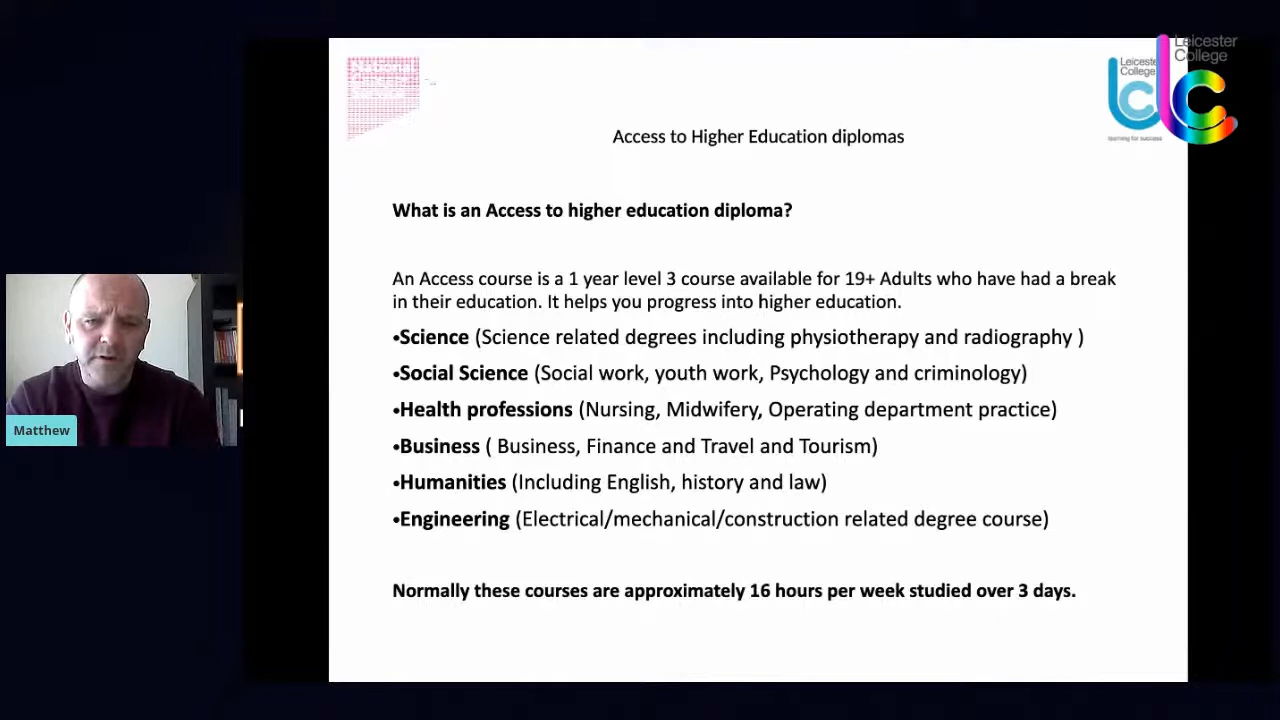 Leicester
College
Leicester
College
learning for success
Access to Higher Education diplomas
What is an Access to higher education diploma?
An Access course is a 1 year level 3 course available for 19+ Adults who have had a break
in their education. It helps you progress into higher education.
•Science (Science related degrees including physiotherapy and radiography )
•Social Science (Social work, youth work, Psychology and criminology)
•Health professions (Nursing, Midwifery, Operating department practice)
•Business ( Business, Finance and Travel and Tourism)
•Humanities (Including English, history and law)
•Engineering (Electrical/mechanical/construction related degree course)
Normally these courses are approximately 16 hours per week studied over 3 days.
Matthew